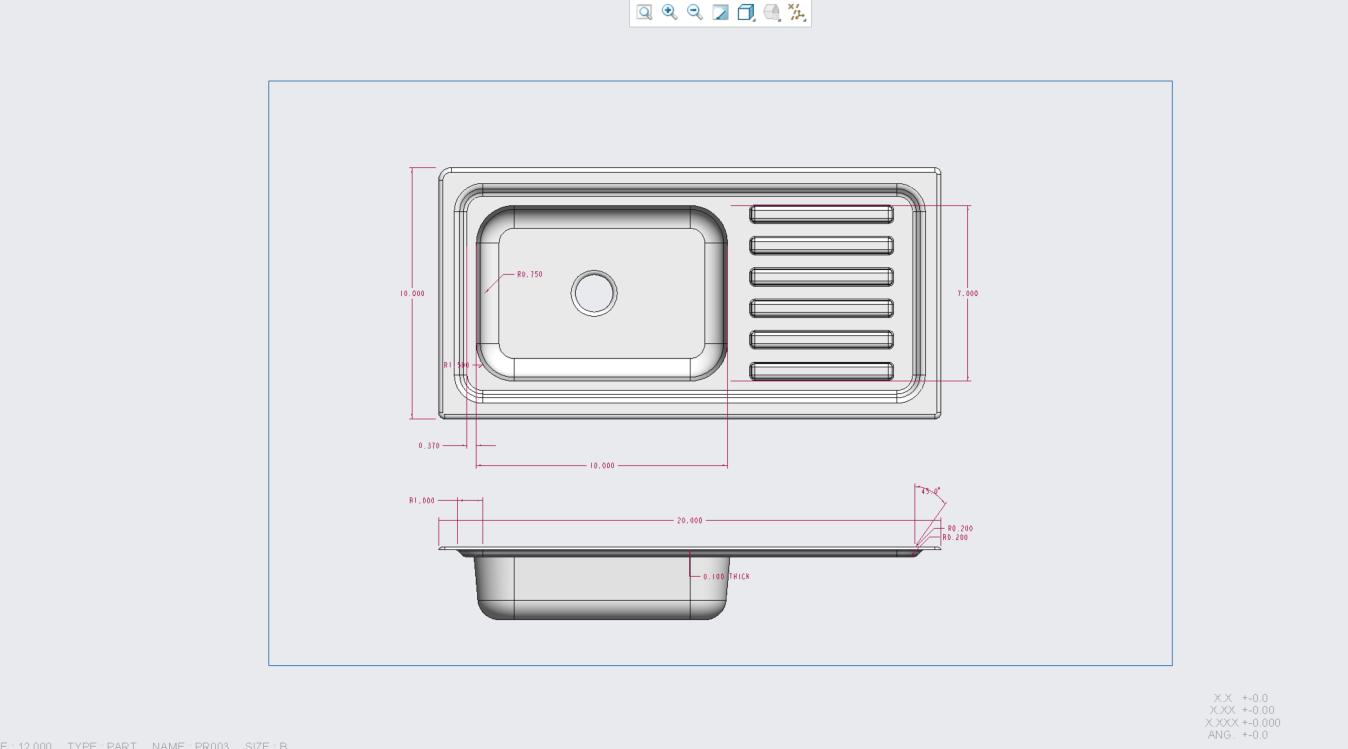 R0.750
10.000
7.000
R1.500
0.370
10.000
R1.000
45.0°
20.000
R0.200
R0.200
0.100 THICK
X.X +-0.0
X.XX +-0.00
X.XXX +-0.000
ANG. +-0.0
E : 12.000 TYPE : PART NAME : PR003 SIZE : B